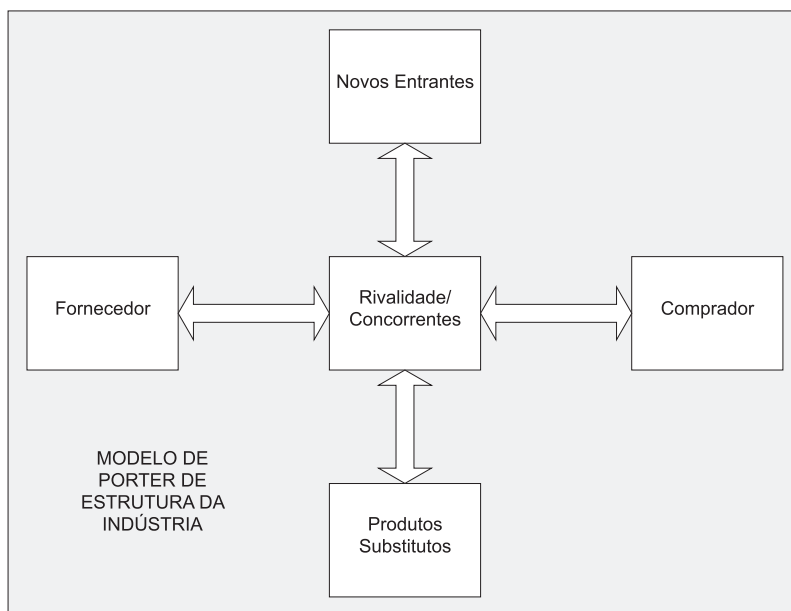 Novos Entrantes
Fornecedor
Rivalidade/
Concorrentes
Comprador
MODELO DE
PORTER DE
ESTRUTURA DA
INDÚSTRIA
Produtos
Substitutos